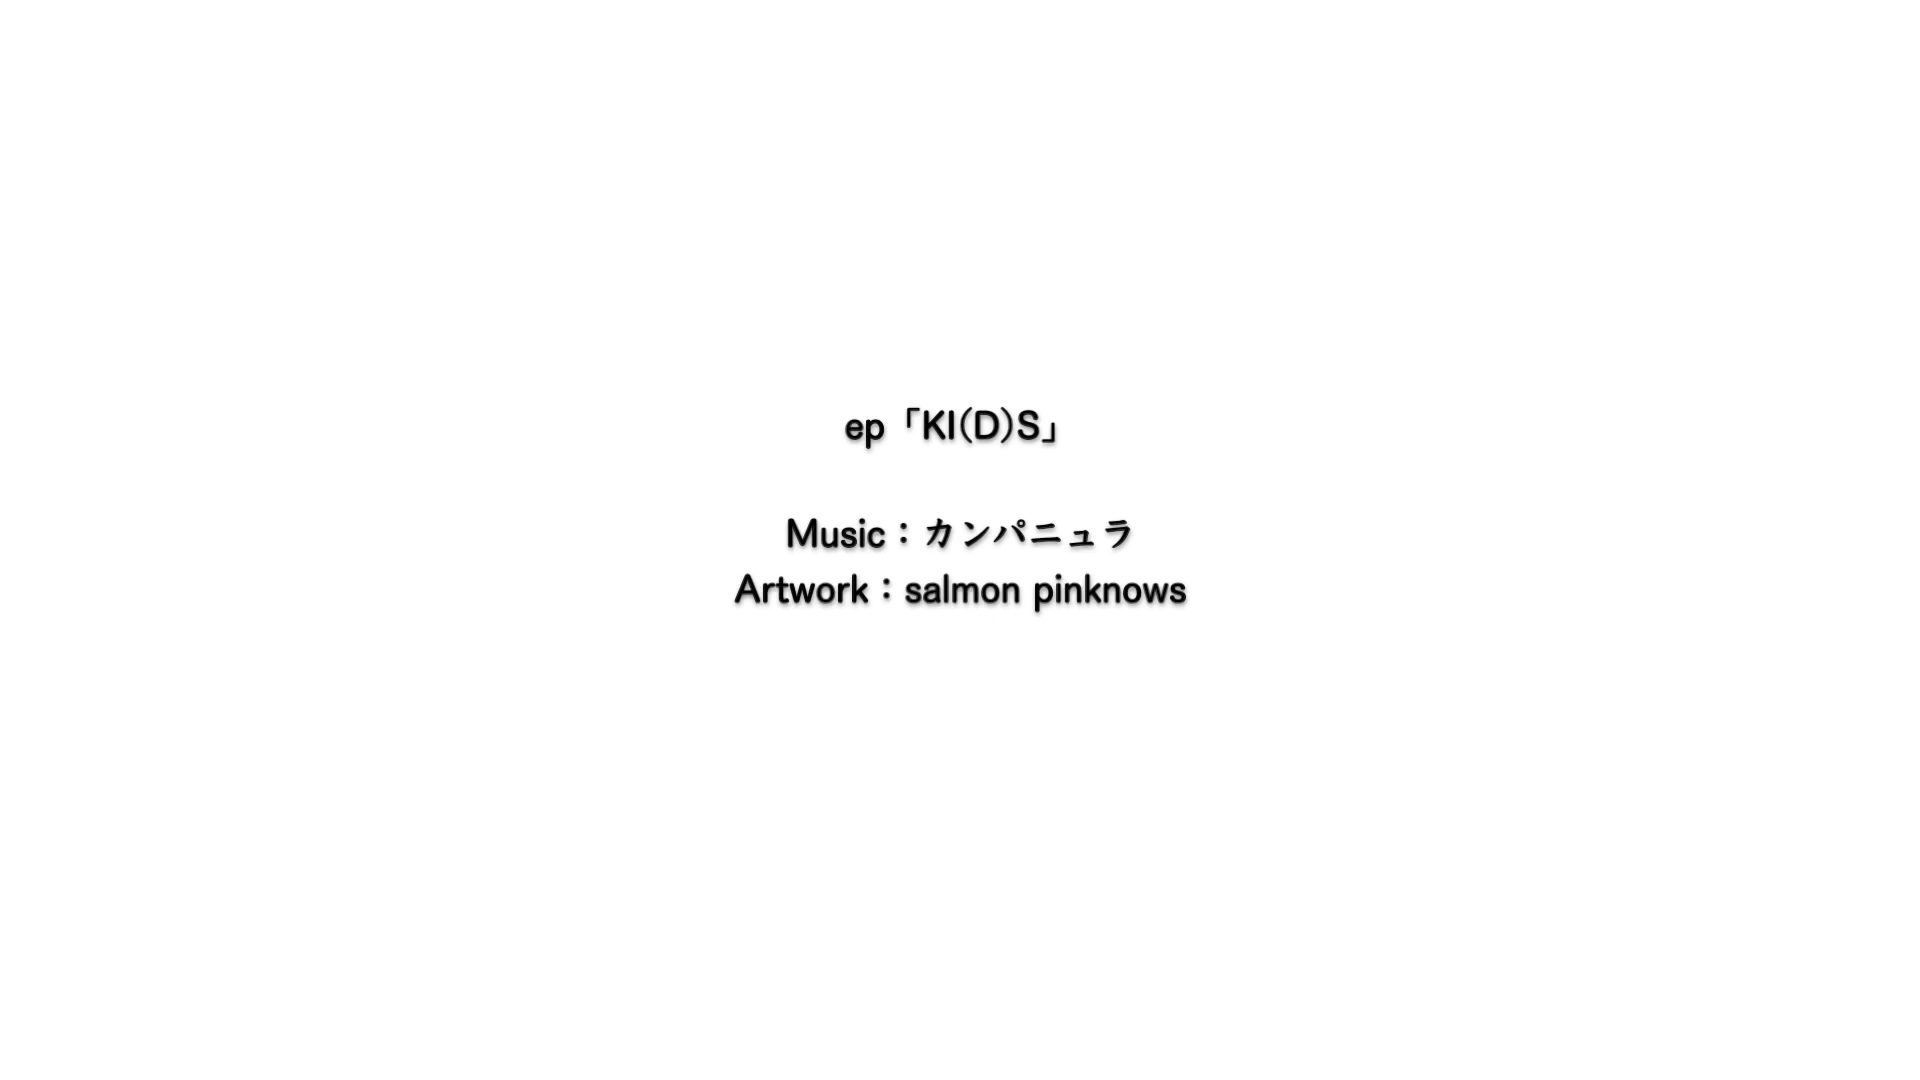 ep「KI(D)S」
Music：カンパニュラ
Artwork：salmon pinknows